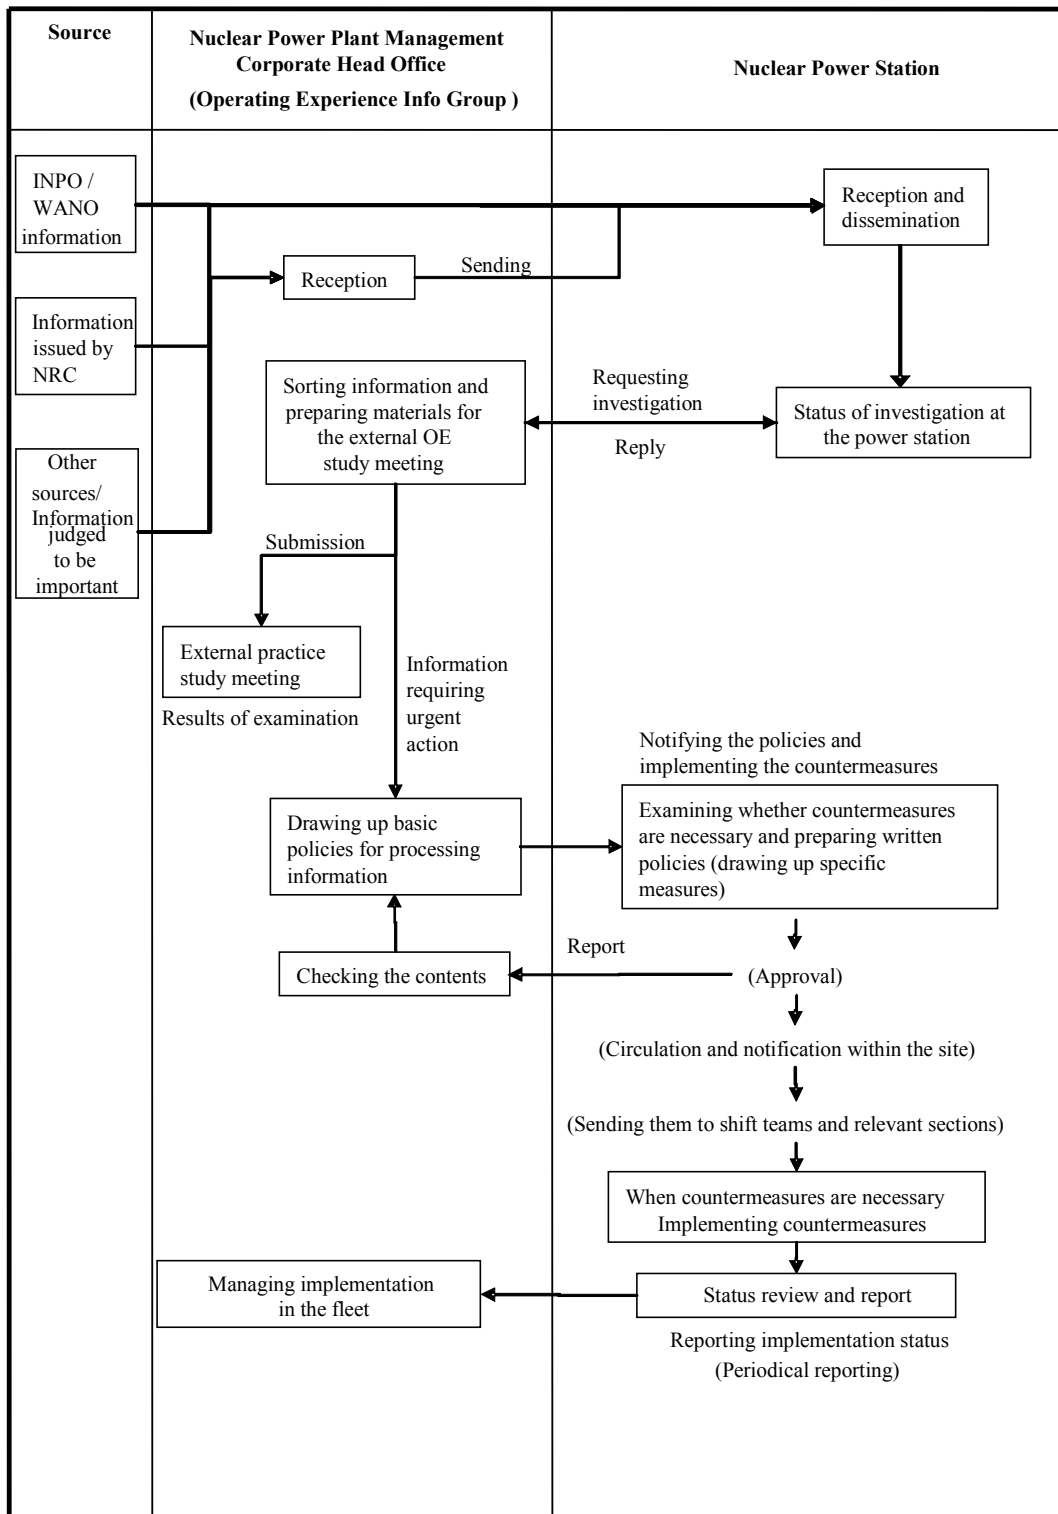 Source
Nuclear Power Plant Management
Corporate Head Office
(Operating Experience Info Group )
Nuclear Power Station
INPO /
WANO
information
Reception and
dissemination
Reception
Sending
Information
issued by
NRC
Sorting information and
preparing materials for
the external OE
study meeting
Requesting
investigation
Reply
Status of investigation at
the power station
Other
sources/
Information
judged
to be
important
Submission
External practice
study meeting
Results of examination
Information
requiring
urgent
action
Notifying the policies and
implementing the countermeasures
Drawing up basic
policies for processing
information
Examining whether countermeasures
are necessary and preparing written
policies (drawing up specific
measures)
Report
Checking the contents
(Approval)
(Circulation and notification within the site)
(Sending them to shift teams and relevant sections)
When countermeasures are necessary
Implementing countermeasures
Managing implementation
in the fleet
Status review and report
Reporting implementation status
(Periodical reporting)